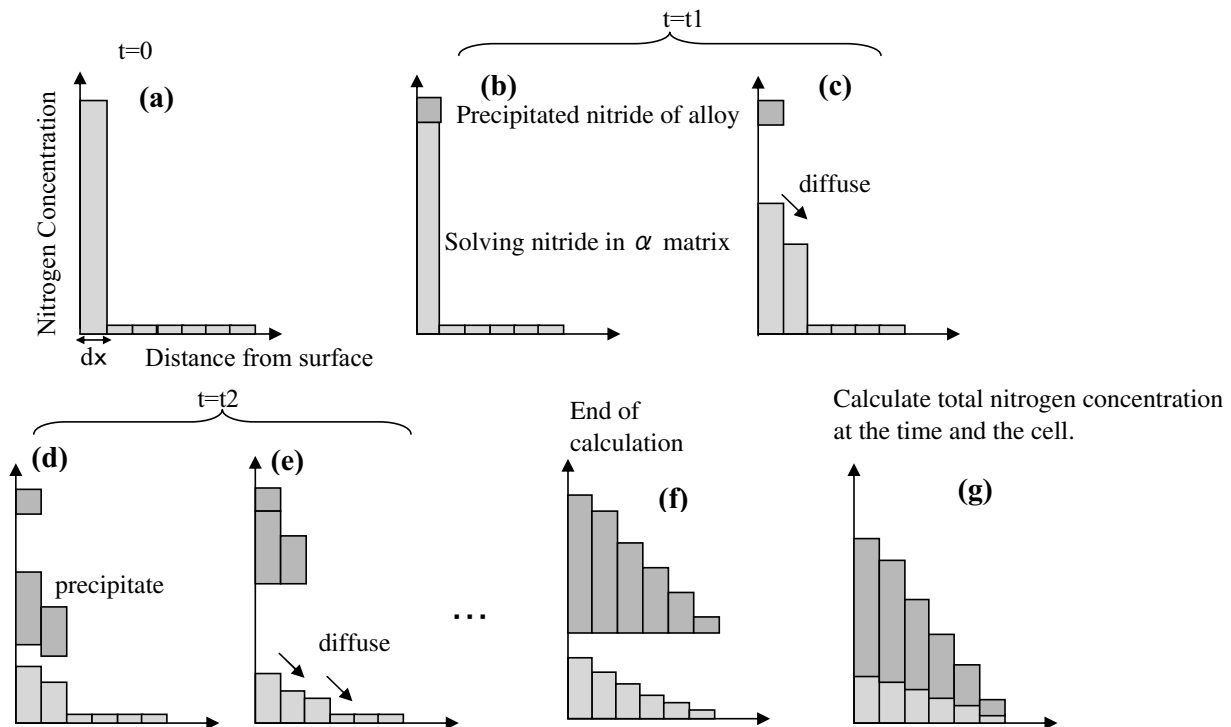 t=0
t=t1
(a)
(b)
(c)
Nitrogen Concentration
Precipitated nitride of alloy
diffuse
Solving nitride in α matrix
dx
Distance from surface
t=t2
End of
calculation
Calculate total nitrogen concentration
at the time and the cell.
(d)
(e)
(f)
(g)
precipitate
diffuse
...